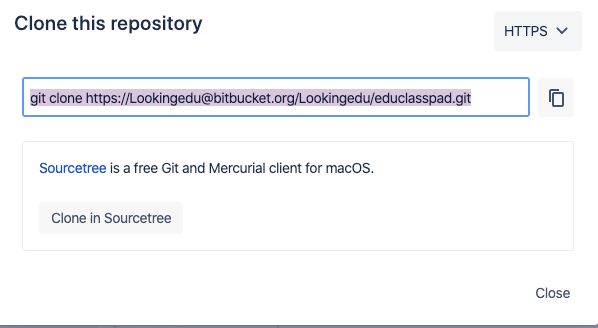 Clone this repository
HTTPS
git clone https://Lookingedu@bitbucket.org/Lookingedu/educlasspad.git
Sourcetree is a free Git and Mercurial client for macOS.
Clone in Sourcetree
Close